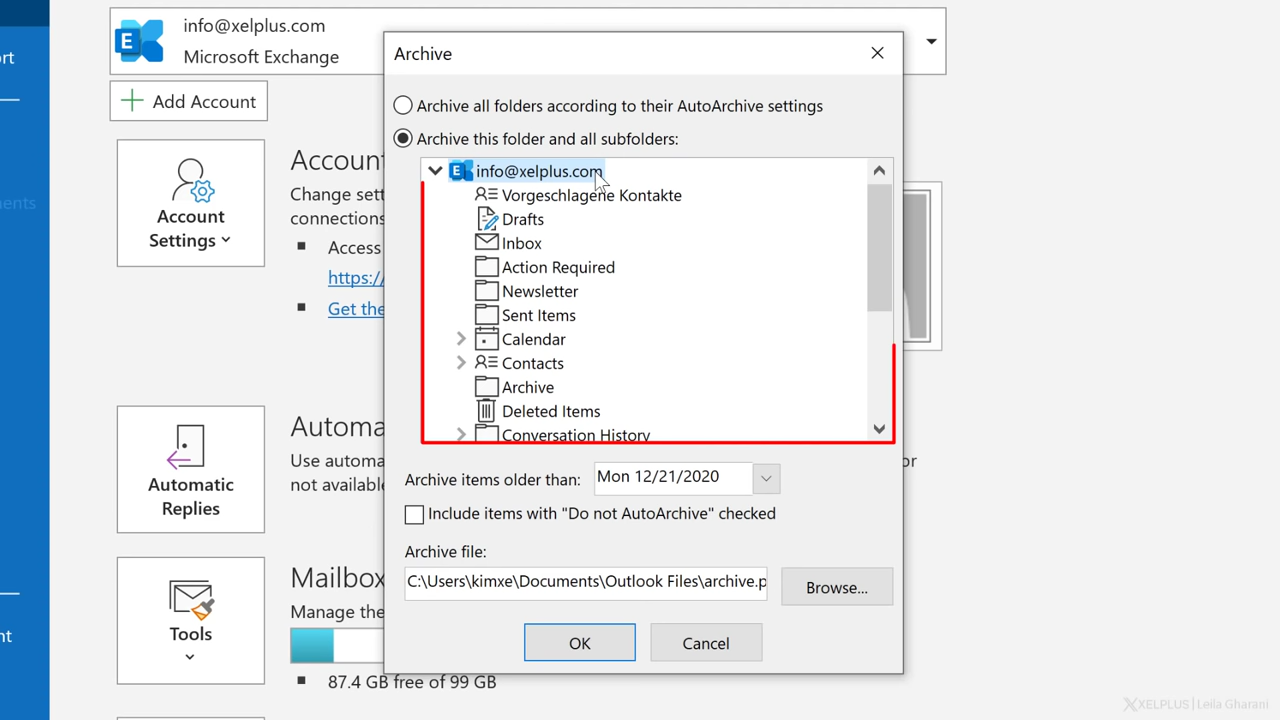 info@xelplus.com
Microsoft Exchange
Add Account
Account
Settings
Account
Change sett
connections
Access
https://
Get the
Automatic
Replies
Automa
Use automa
not available
or
Tools
Mailbox
Manage the
87.4 GB free of 99 GB
rt
ents
nt
Archive
Archive all folders according to their AutoArchive settings
Archive this folder and all subfolders:
info@xelplus.com
Vorgeschlagene Kontakte
Drafts
Inbox
Action Required
Newsletter
Sent Items
Calendar
Contacts
Archive
Deleted Items
Conversation History
Archive items older than:
Mon 12/21/2020
Include items with "Do not AutoArchive" checked
Archive file:
C:\Users\kimxe\Documents\Outlook Files\archive.p
Browse...
OK
Cancel
XELPLUS | Leila Gharani